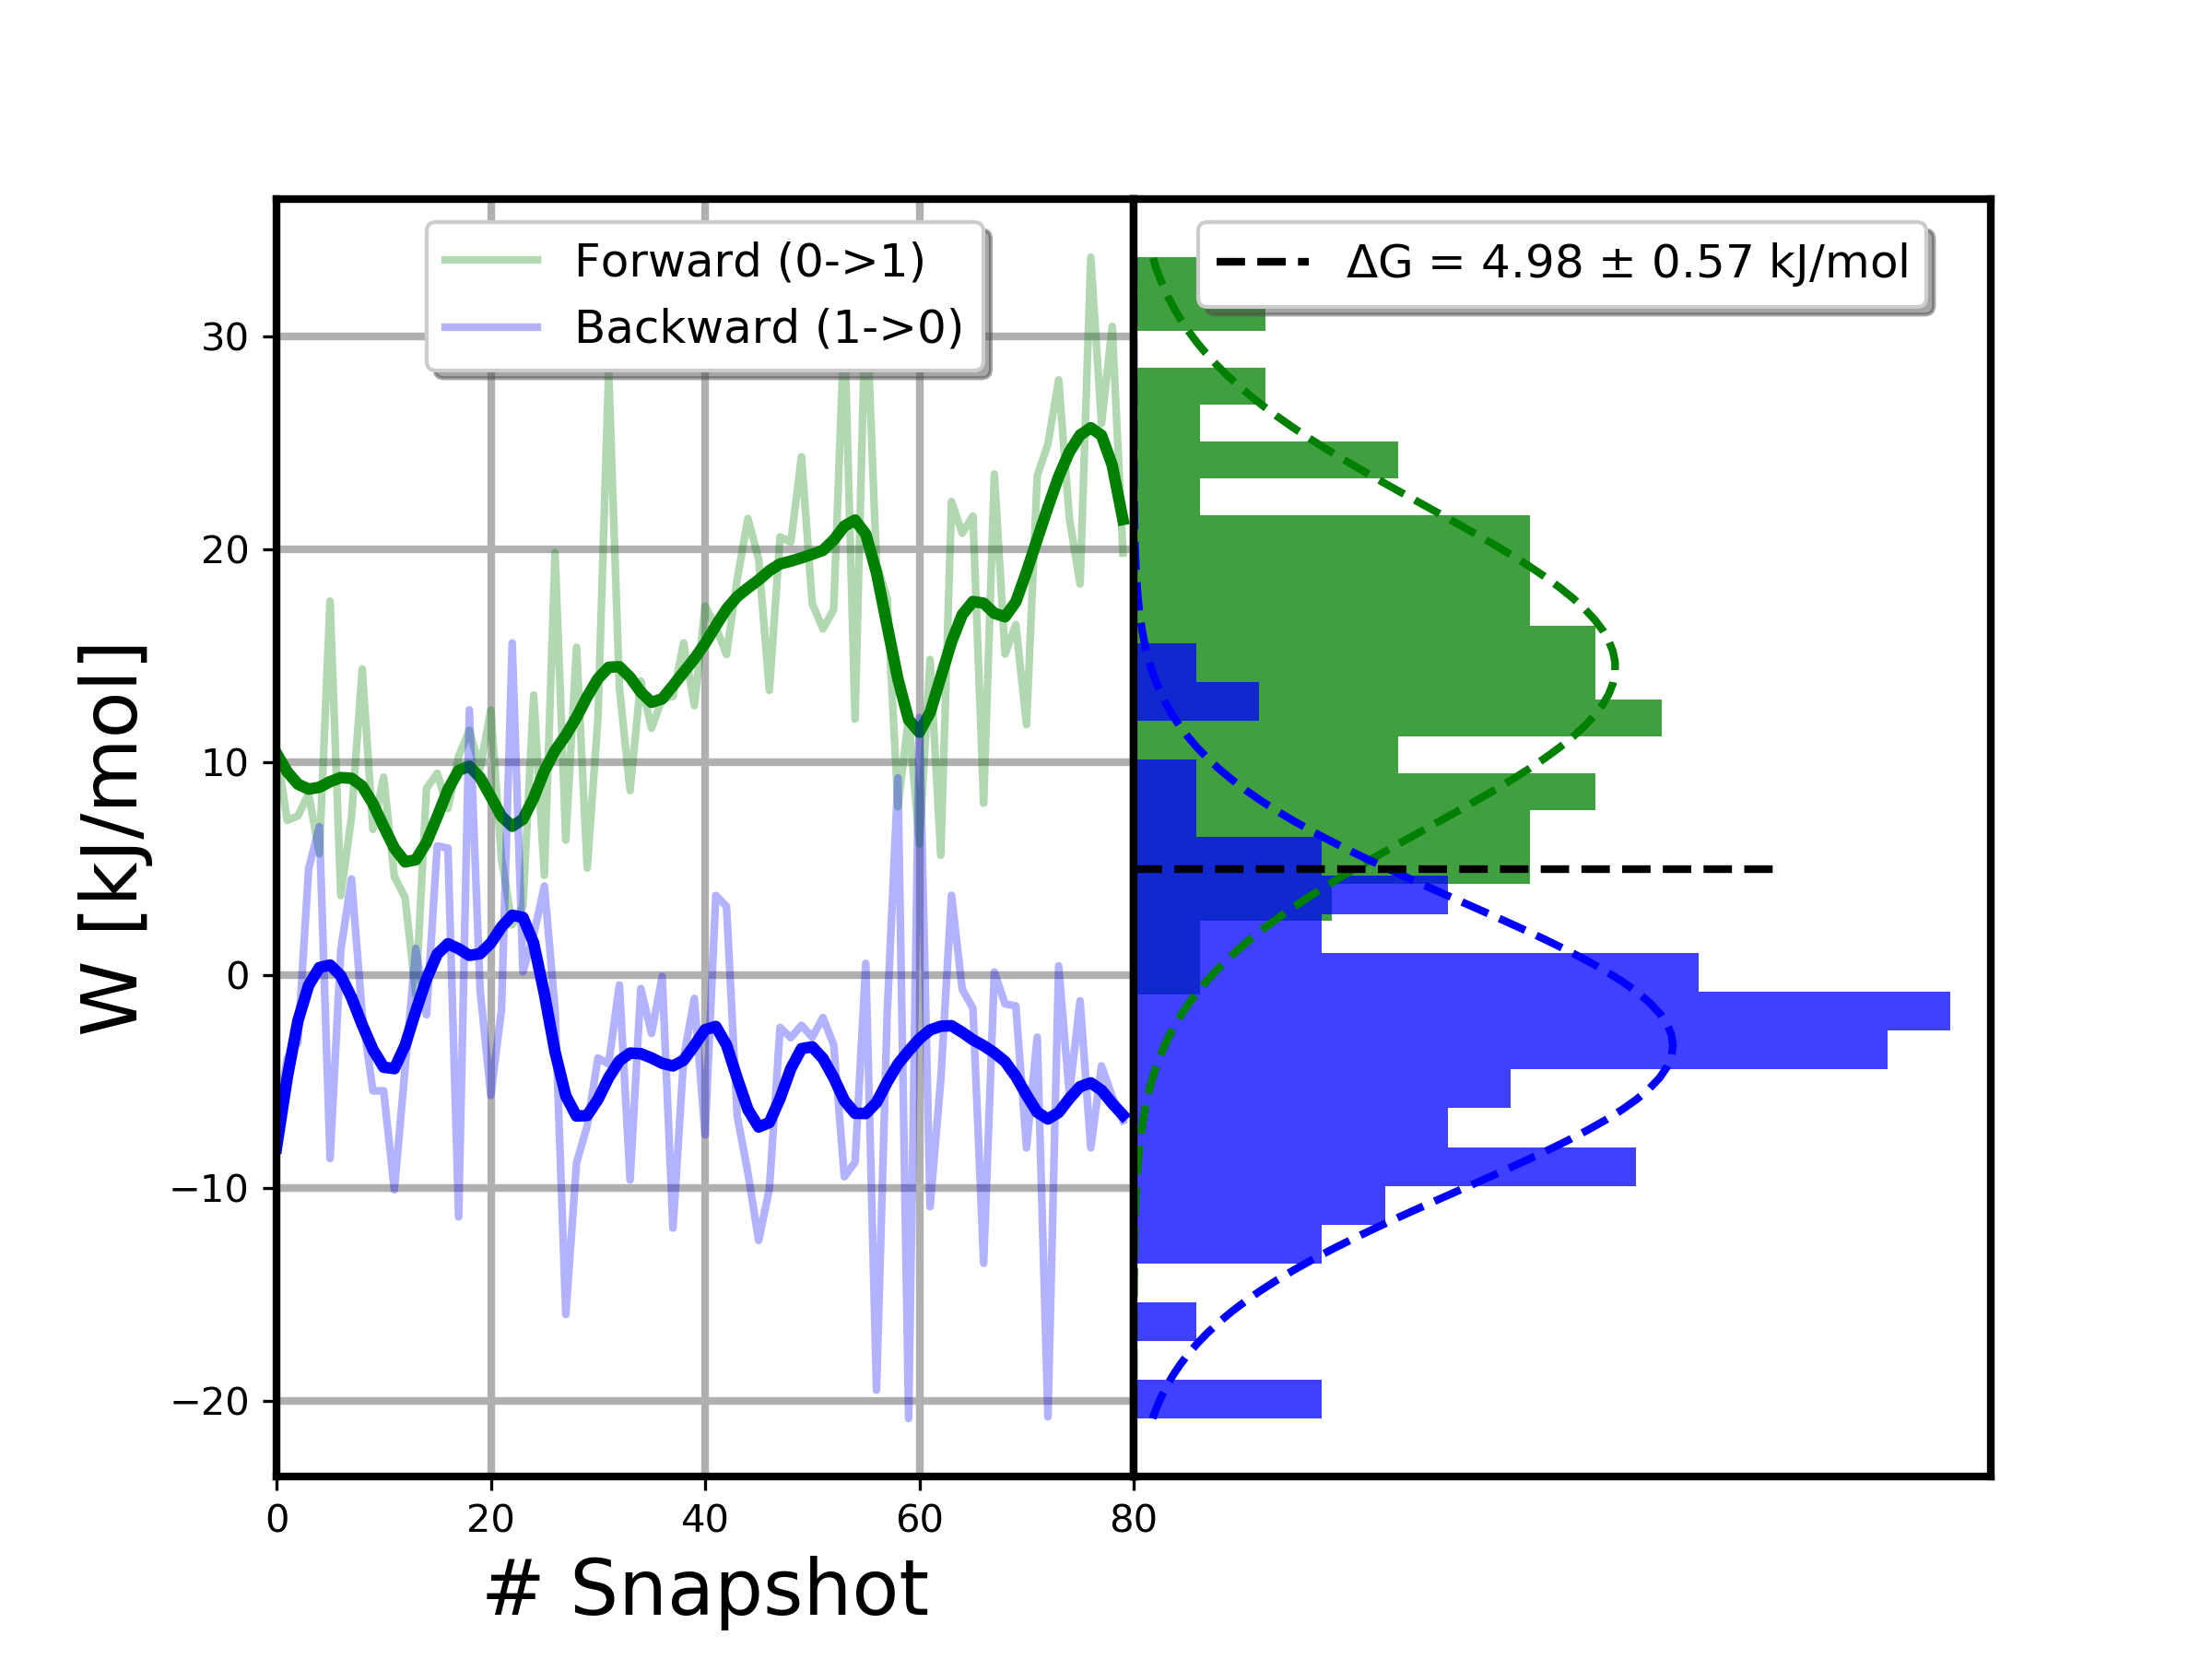 Forward (0->1)
Backward (1->0)
ΔG = 4.98 ± 0.57 kJ/mol
W [kJ/mol]
30
20
10
0
−10
−20
0 20 40 60 80
# Snapshot